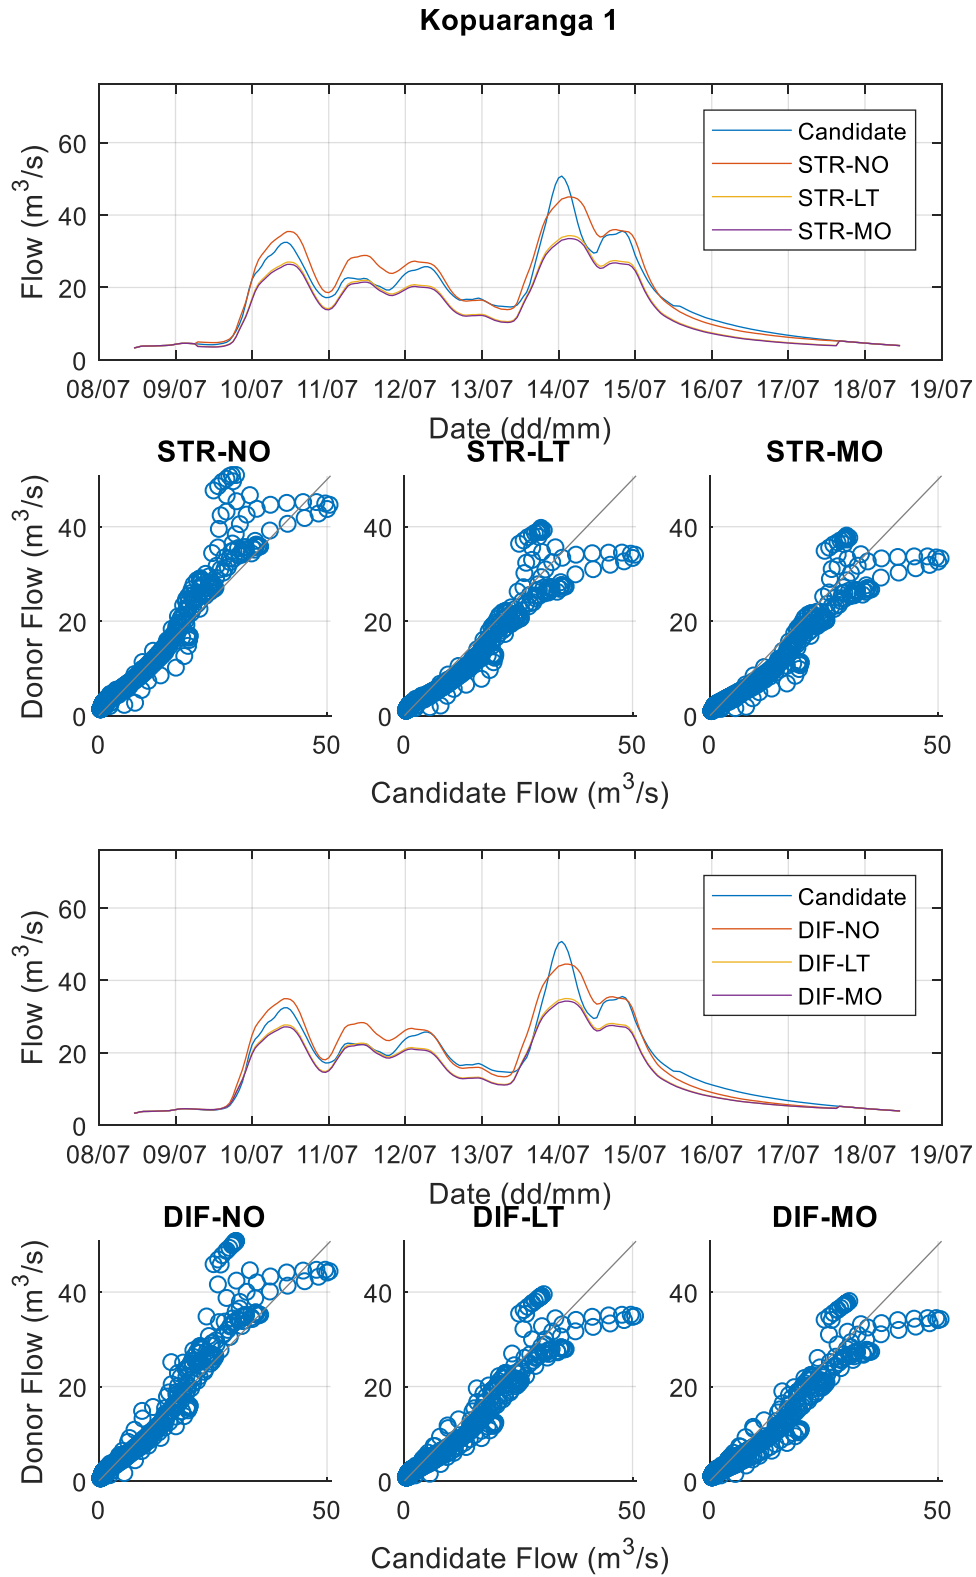 Kopuaranga 1
Flow (m³/s)
60
40
20
0
Candidate
STR-NO
STR-LT
STR-MO
08/07 09/07 10/07 11/07 12/07 13/07 14/07 15/07 16/07 17/07 18/07 19/07
Date (dd/mm)
STR-NO STR-LT STR-MO
Donor Flow (m³/s)
40 40 40
20 20 20
0 0 0
0 50 0 50 0 50
Candidate Flow (m³/s)
Flow (m³/s)
60
40
20
0
Candidate
DIF-NO
DIF-LT
DIF-MO
08/07 09/07 10/07 11/07 12/07 13/07 14/07 15/07 16/07 17/07 18/07 19/07
Date (dd/mm)
DIF-NO DIF-LT DIF-MO
Donor Flow (m³/s)
40 40 40
20 20 20
0 0 0
0 50 0 50 0 50
Candidate Flow (m³/s)